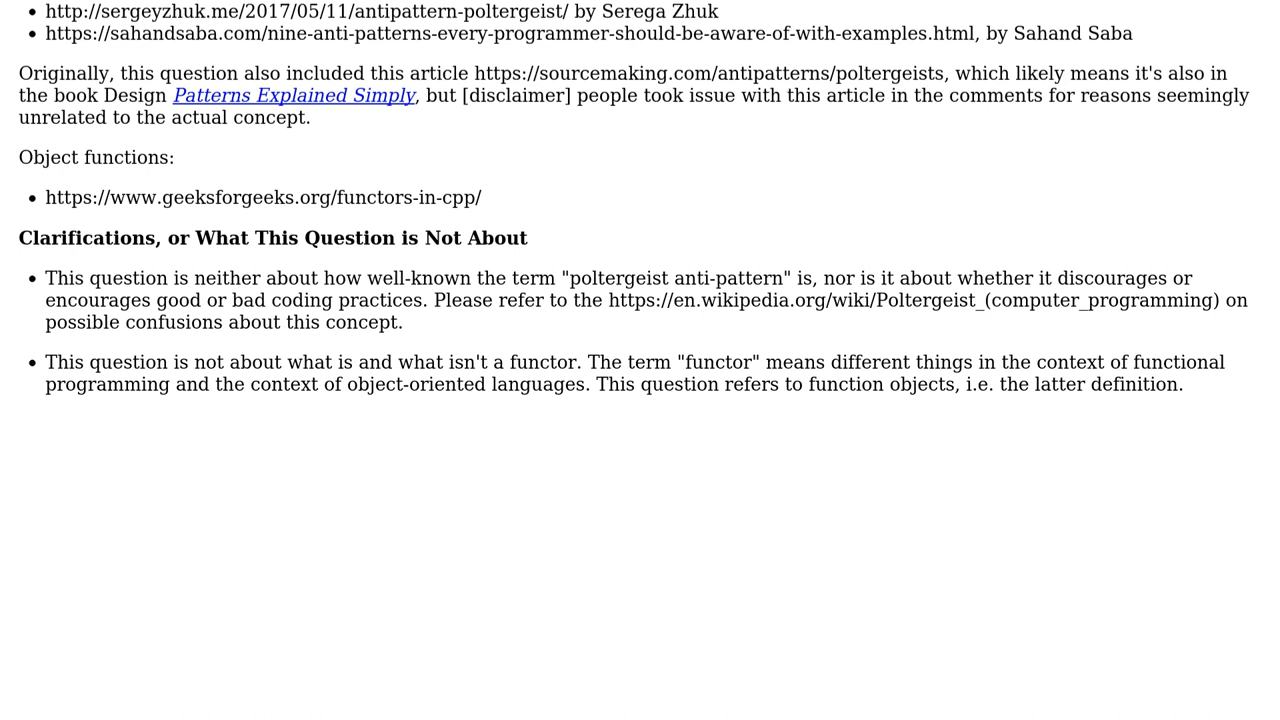 http://sergeyzhuk.me/2017/05/11/antipattern-poltergeist/ by Serega Zhuk
https://sahandsaba.com/nine-anti-patterns-every-programmer-should-be-aware-of-with-examples.html, by Sahand Saba
Originally, this question also included this article https://sourcemaking.com/antipatterns/poltergeists, which likely means it's also in
the book Design Patterns Explained Simply, but [disclaimer] people took issue with this article in the comments for reasons seemingly
unrelated to the actual concept.
Object functions:
https://www.geeksforgeeks.org/functors-in-cpp/
Clarifications, or What This Question is Not About
This question is neither about how well-known the term "poltergeist anti-pattern" is, nor is it about whether it discourages or
encourages good or bad coding practices. Please refer to the https://en.wikipedia.org/wiki/Poltergeist_(computer_programming) on
possible confusions about this concept.
This question is not about what is and what isn't a functor. The term "functor" means different things in the context of functional
programming and the context of object-oriented languages. This question refers to function objects, i.e. the latter definition.